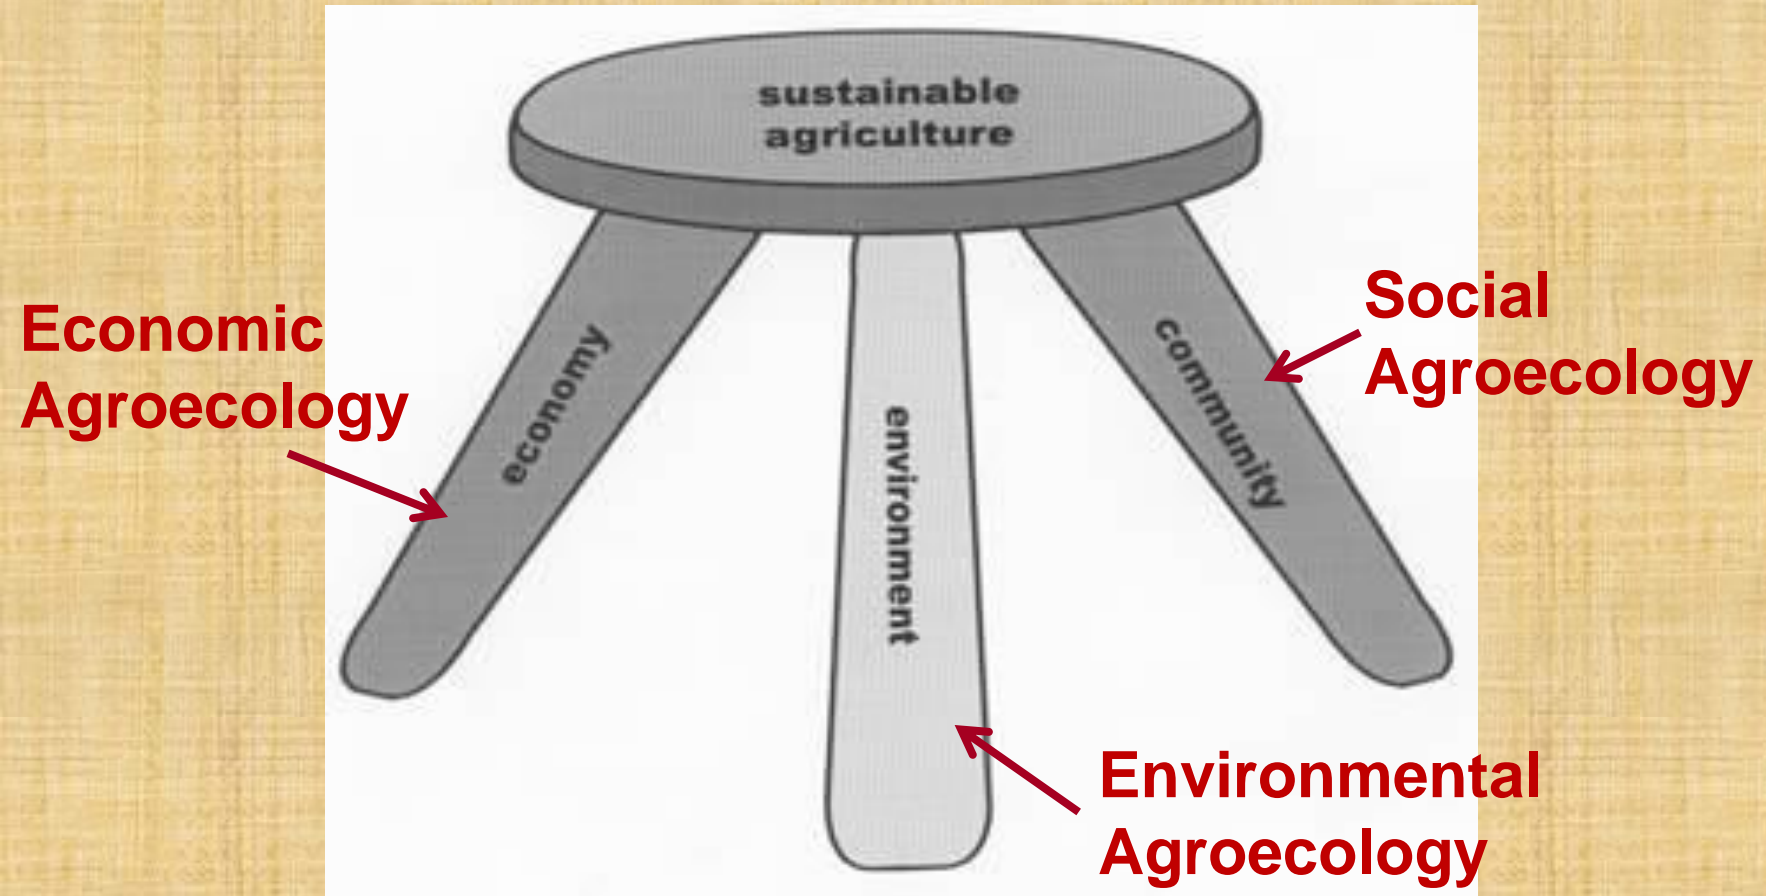 sustainable
agriculture
Economic
Agroecology
economy
environment
community
Social
Agroecology
Environmental
Agroecology